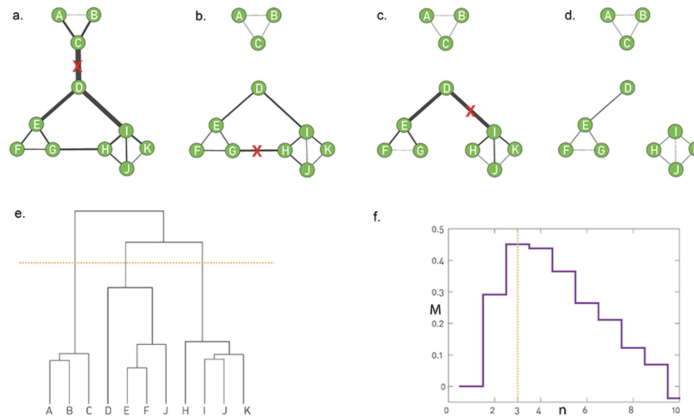 a.
b.
c.
d.
A B
C
D
E
F G H I K
J
A B
C
D
E
F G H I K
J
X
A B
C
D
E
F G H I K
J
X
A B
C
D
E
F G H I K
J
e.
A B C D E F J H I J K
f.
0.5
0.4
0.3
0.2
0.1
0
M
0 2 3 4 6 8 10
n
X